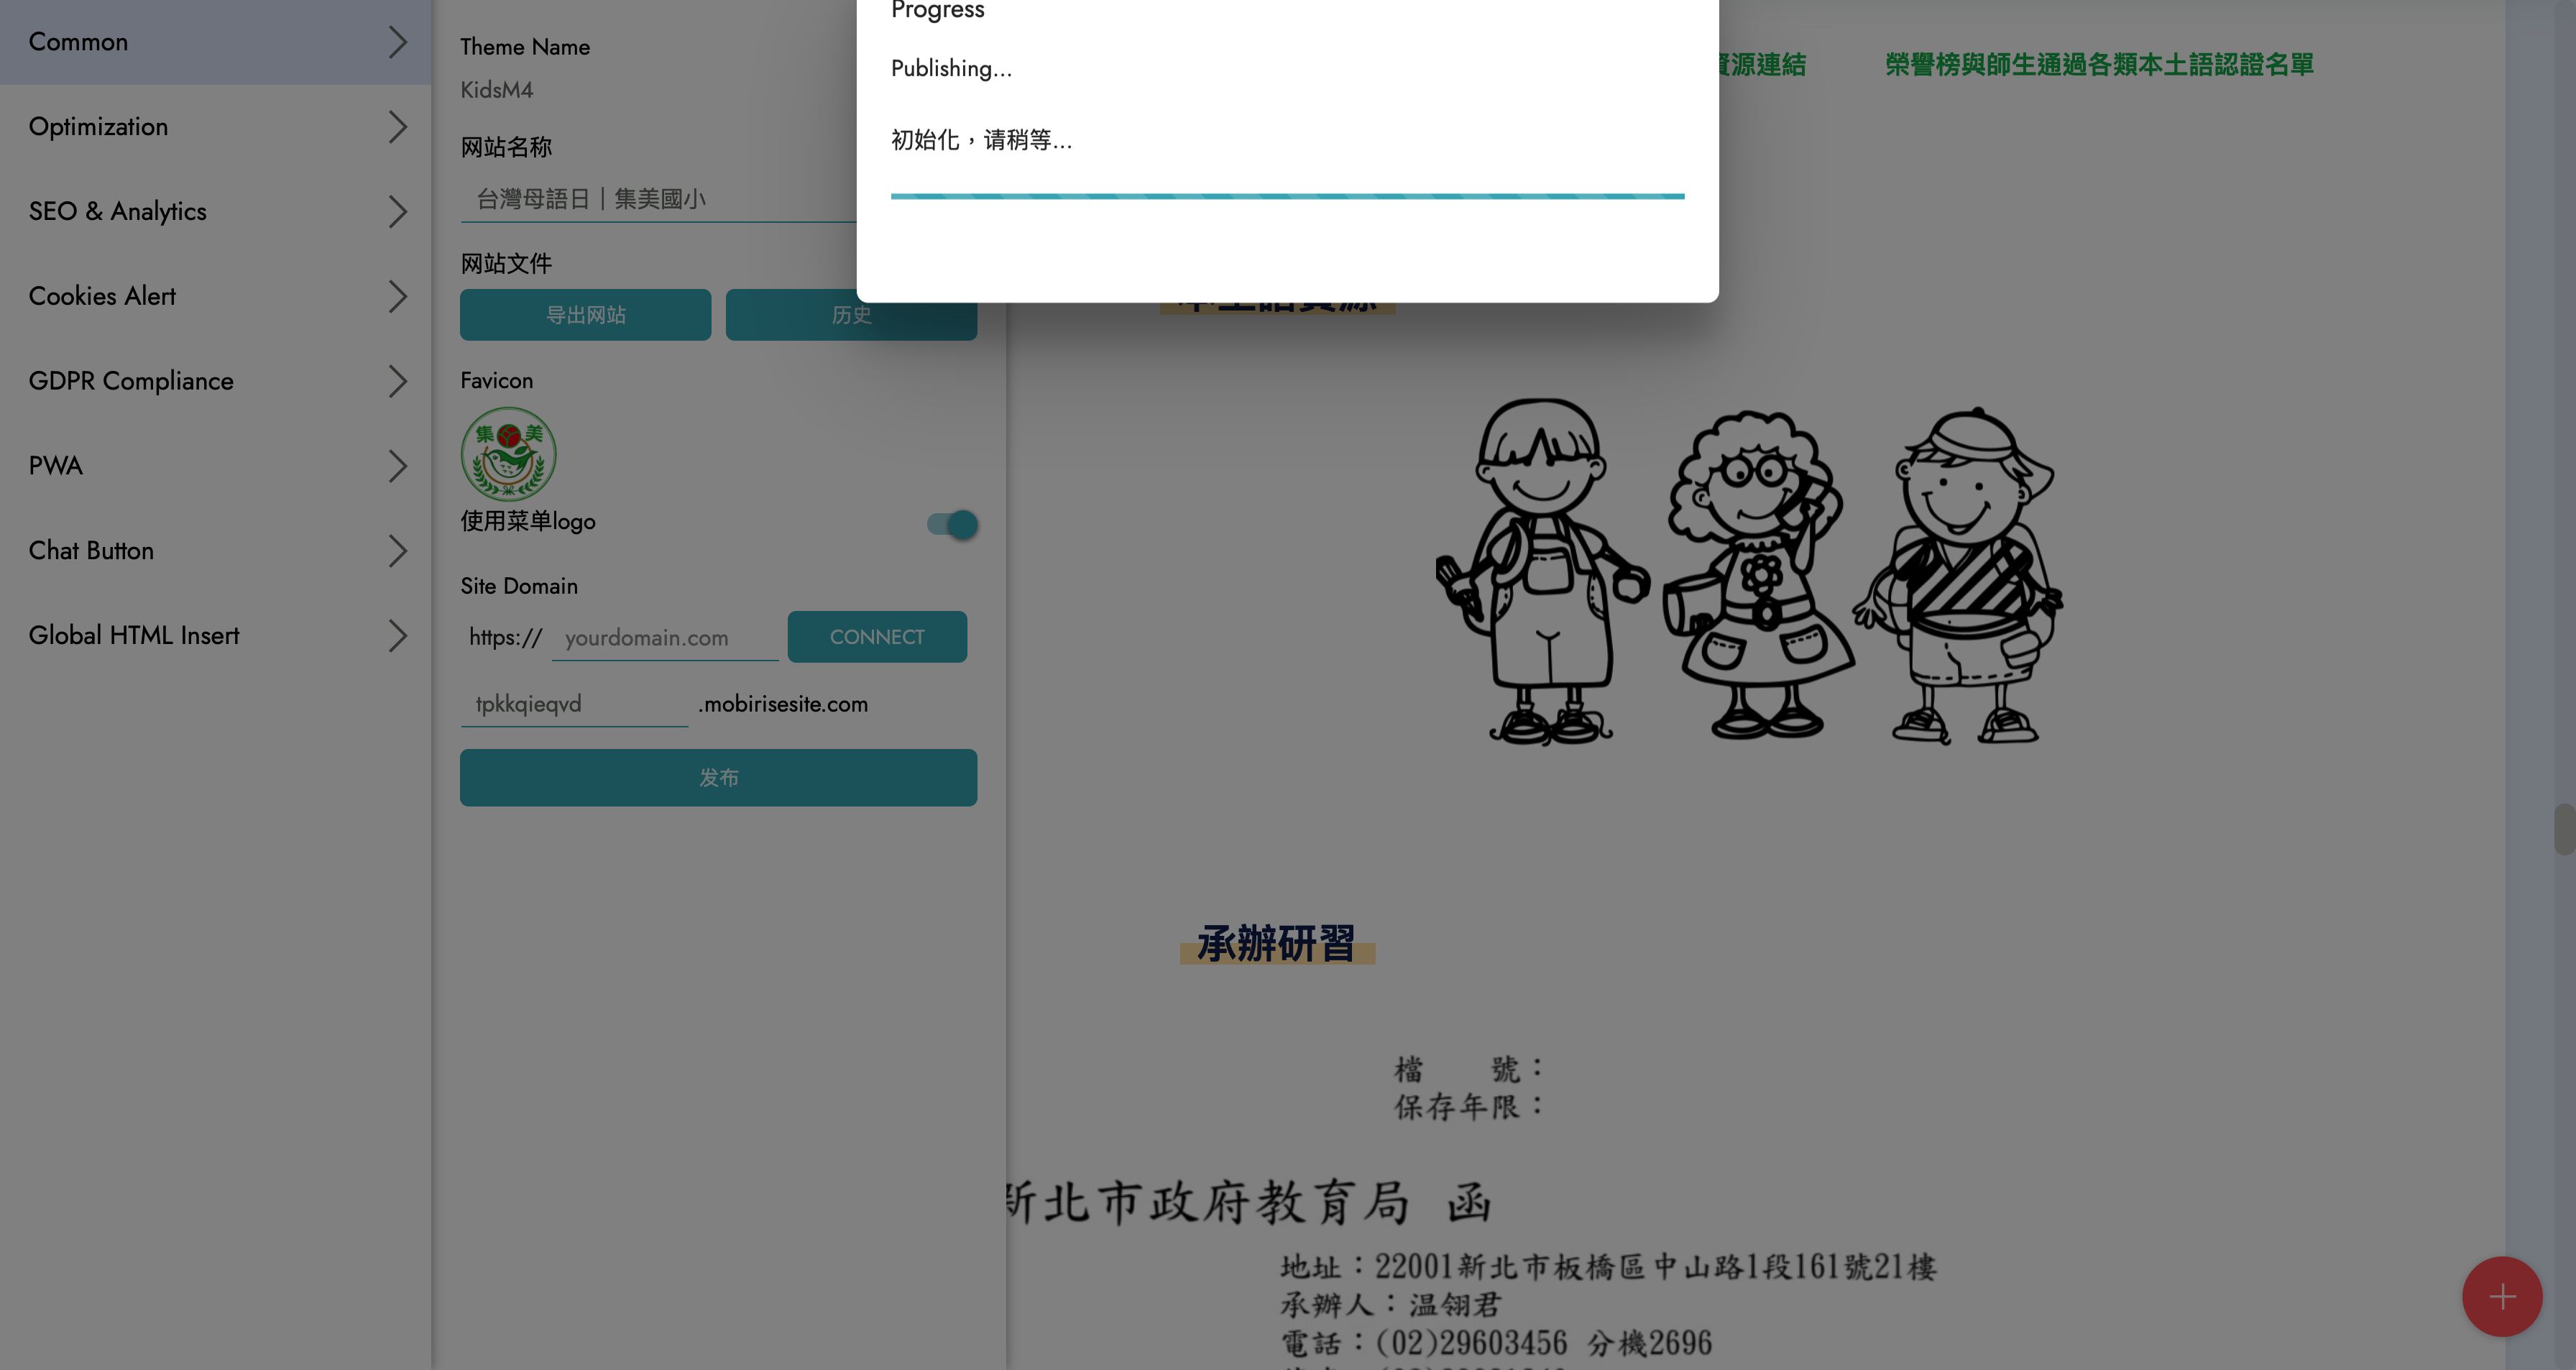 Common
Optimization
SEO & Analytics
Cookies Alert
GDPR Compliance
PWA
Chat Button
Global HTML Insert
Theme Name
KidsM4
网站名称
台灣母語日｜集美國小
网站文件
导出网站
历史
Favicon
集 美
使用菜单logo
Site Domain
https://
yourdomain.com
CONNECT
tpkkqieqvd
.mobirisesite.com
发布
Progress
Publishing...
初始化，请稍等...
資源連結
榮譽榜與師生通過各類本土語認證名單
本土語資源
承辦研習
檔 號：
保存年限：
新北市政府教育局 函
地址：22001新北市板橋區中山路1段161號21樓
承辦人：温翎君
電話：(02)29603456 分機2696